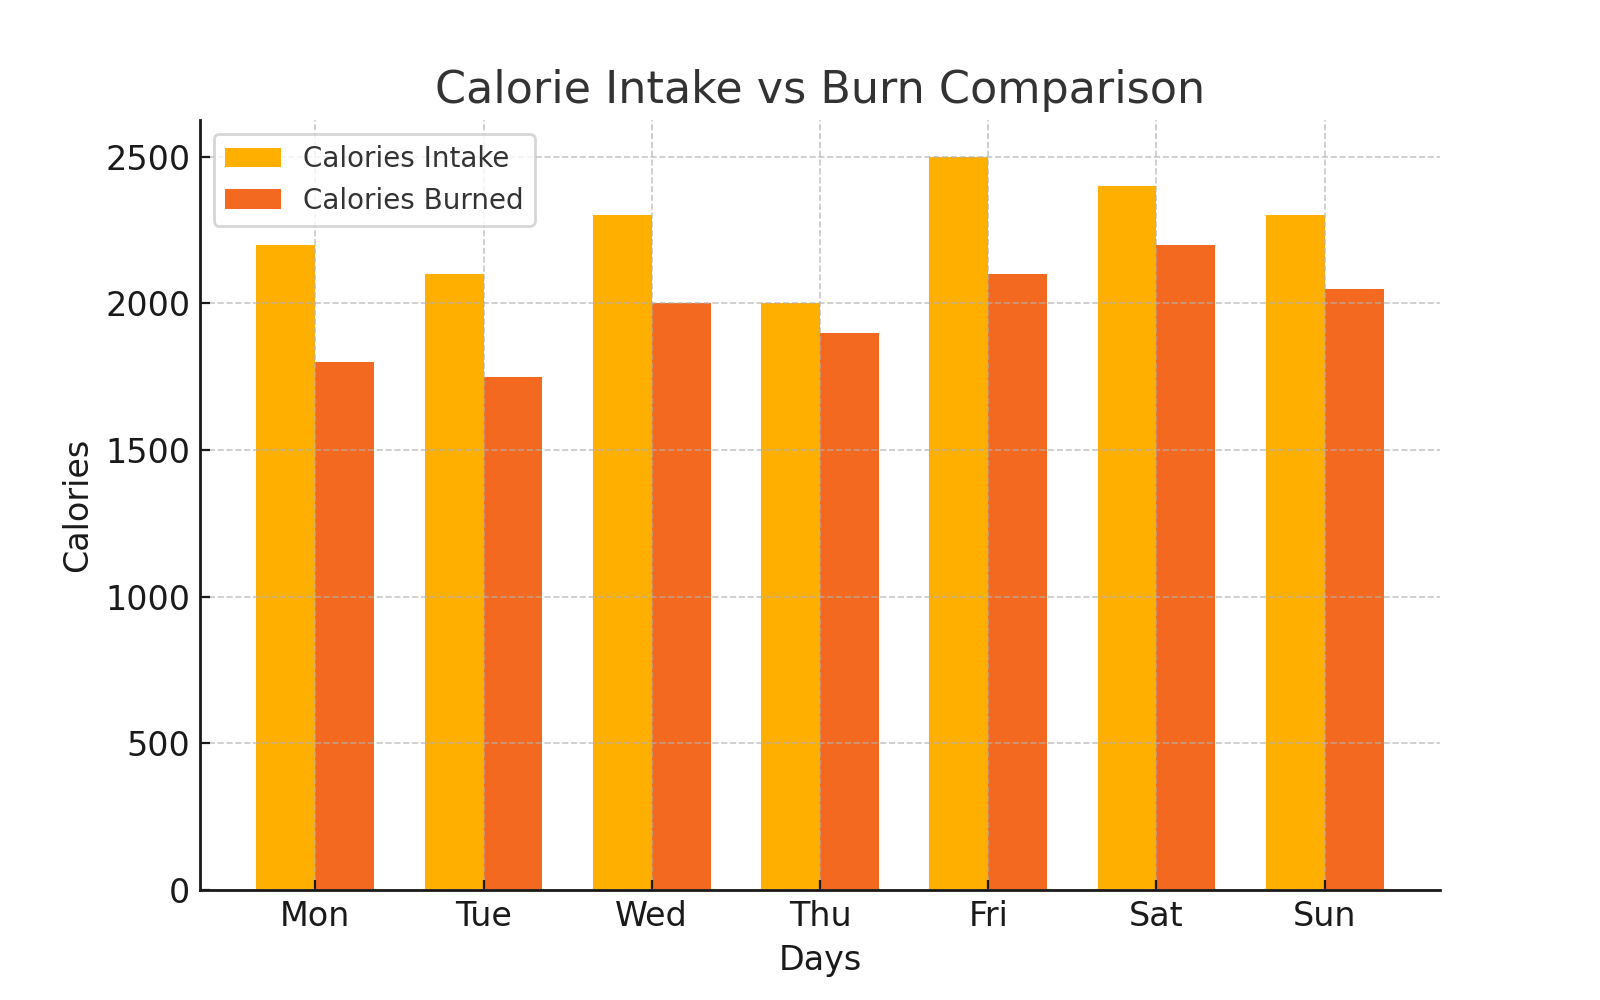 Calorie Intake vs Burn Comparison
Calories Intake
Calories Burned
2500
2000
1500
1000
500
0
Calories
Mon Tue Wed Thu Fri Sat Sun
Days